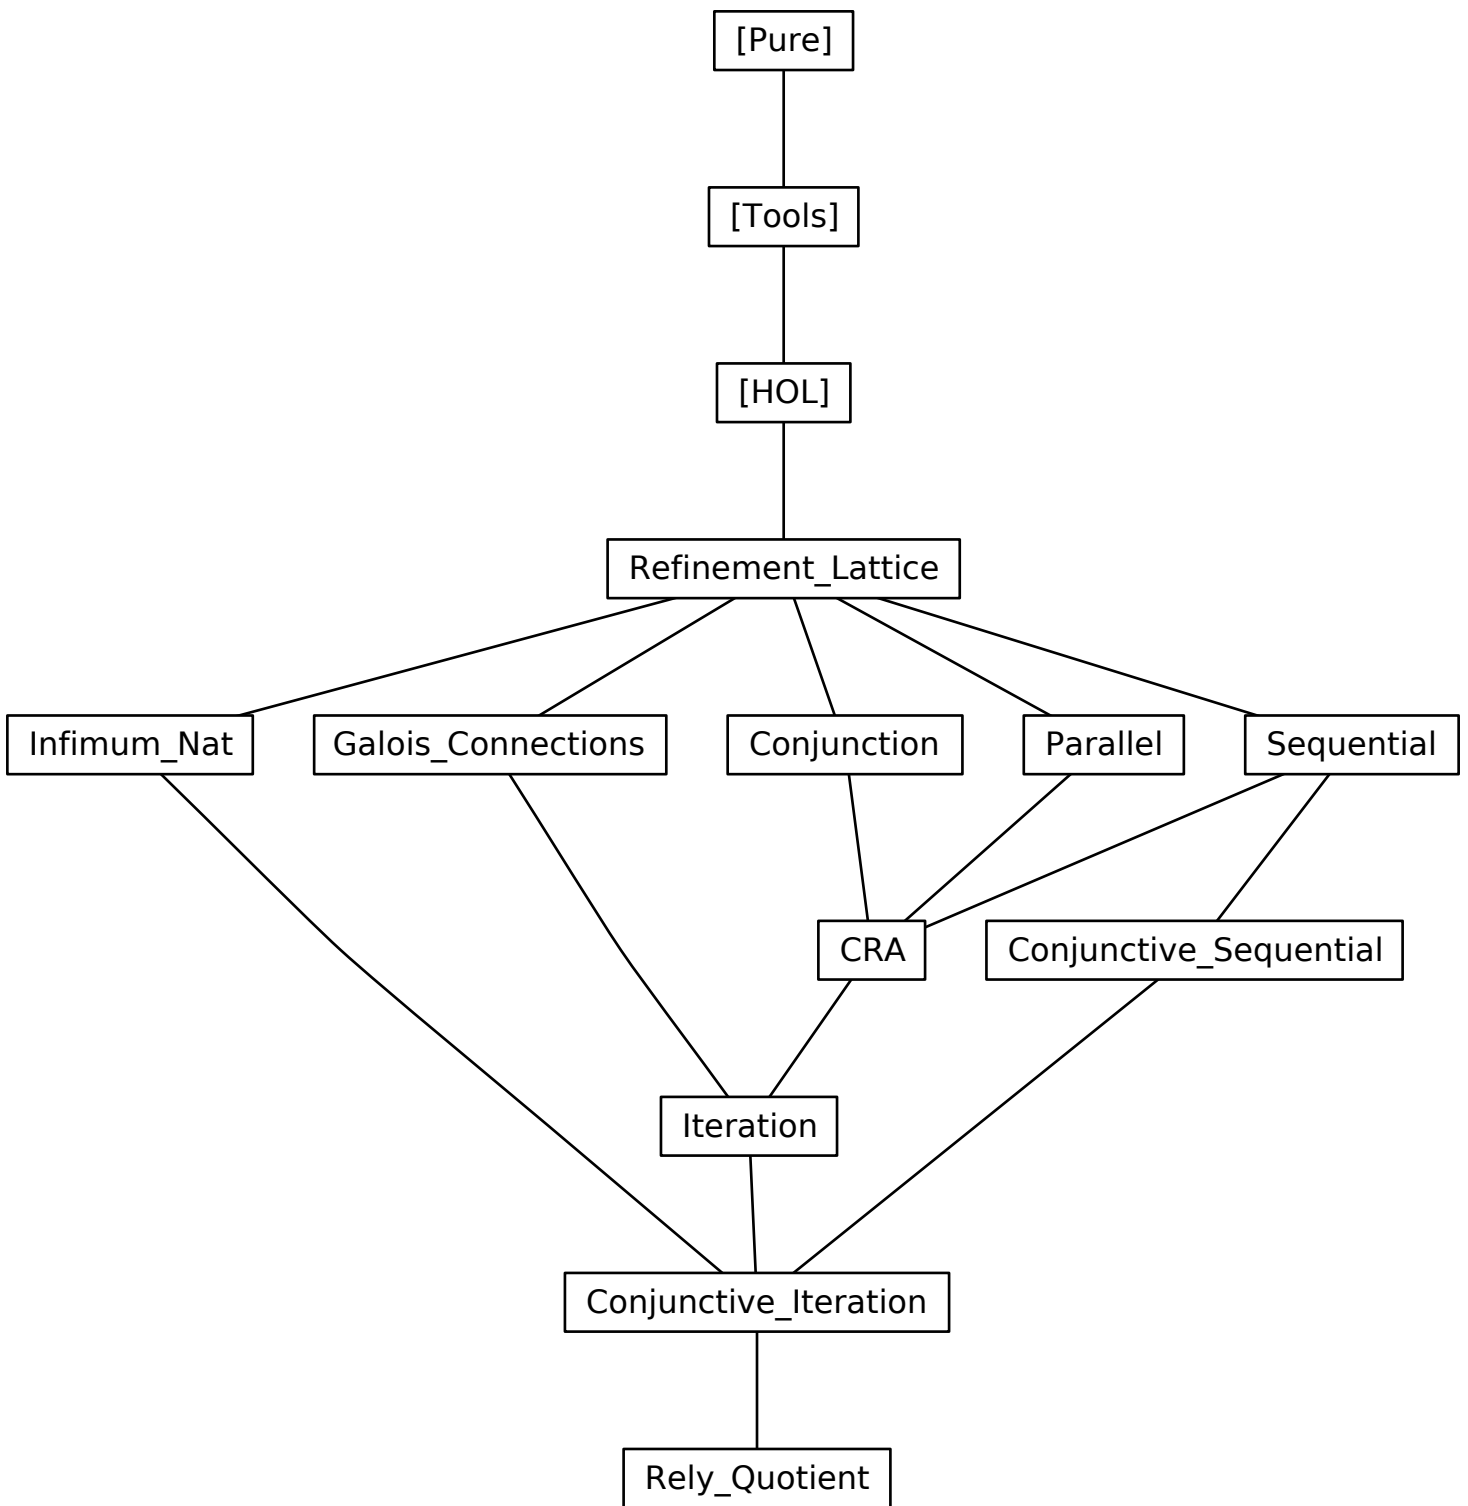 [Pure]
[Tools]
[HOL]
Refinement_Lattice
Infimum_Nat
Galois_Connections
Conjunction
Parallel
Sequential
CRA
Conjunctive_Sequential
Iteration
Conjunctive_Iteration
Rely_Quotient